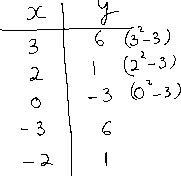 x y
3 6 (3²-3)
2 1 (2²-3)
0 -3 (0²-3)
-3 6
-2 1